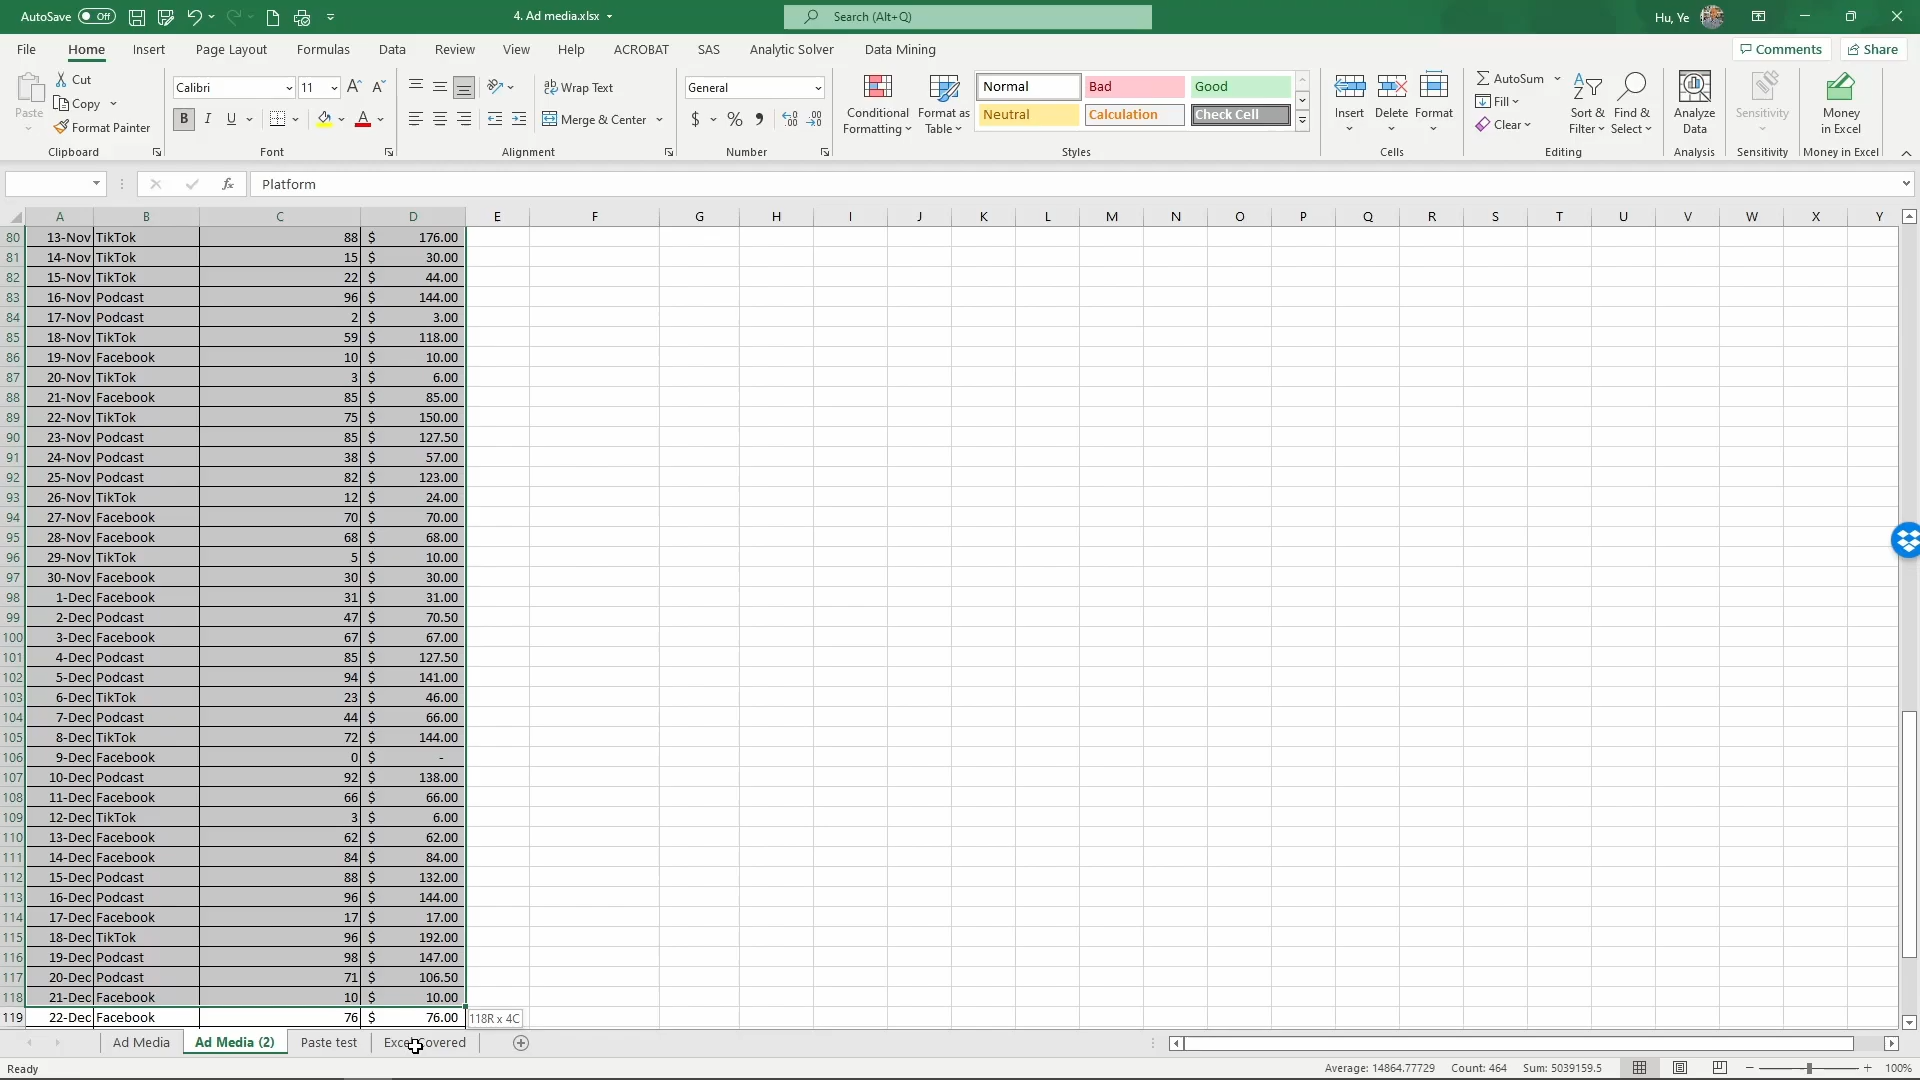 AutoSave Off 4. Ad media.xlsx Search (Alt+Q) Hu, Ye
File Home Insert Page Layout Formulas Data Review View Help ACROBAT SAS Analytic Solver Data Mining Comments Share
Paste Cut Copy Format Painter Clipboard
Calibri 11 B I U A Font
Wrap Text Merge & Center Alignment
General $ % Number
Conditional Formatting Format as Table Normal Bad Good Neutral Calculation Check Cell Styles
Insert Delete Format Cells
AutoSum Fill Clear Sort & Filter Find & Select Editing
Analyze Data Analysis Sensitivity Sensitivity Money in Excel Money in Excel
fx Platform
A B C D E F G H I J K L M N O P Q R S T U V W X Y
80 13-Nov TikTok 88 $ 176.00
81 14-Nov TikTok 15 $ 30.00
82 15-Nov TikTok 22 $ 44.00
83 16-Nov Podcast 96 $ 144.00
84 17-Nov Podcast 2 $ 3.00
85 18-Nov TikTok 59 $ 118.00
86 19-Nov Facebook 10 $ 10.00
87 20-Nov TikTok 3 $ 6.00
88 21-Nov Facebook 85 $ 85.00
89 22-Nov TikTok 75 $ 150.00
90 23-Nov Podcast 85 $ 127.50
91 24-Nov Podcast 38 $ 57.00
92 25-Nov Podcast 82 $ 123.00
93 26-Nov TikTok 12 $ 24.00
94 27-Nov Facebook 70 $ 70.00
95 28-Nov Facebook 68 $ 68.00
96 29-Nov TikTok 5 $ 10.00
97 30-Nov Facebook 30 $ 30.00
98 1-Dec Facebook 31 $ 31.00
99 2-Dec Podcast 47 $ 70.50
100 3-Dec Facebook 67 $ 67.00
101 4-Dec Podcast 85 $ 127.50
102 5-Dec Podcast 94 $ 141.00
103 6-Dec TikTok 23 $ 46.00
104 7-Dec Podcast 44 $ 66.00
105 8-Dec TikTok 72 $ 144.00
106 9-Dec Facebook 0 $ -
107 10-Dec Podcast 92 $ 138.00
108 11-Dec Facebook 66 $ 66.00
109 12-Dec TikTok 3 $ 6.00
110 13-Dec Facebook 62 $ 62.00
111 14-Dec Facebook 84 $ 84.00
112 15-Dec Podcast 88 $ 132.00
113 16-Dec Podcast 96 $ 144.00
114 17-Dec Facebook 17 $ 17.00
115 18-Dec TikTok 96 $ 192.00
116 19-Dec Podcast 98 $ 147.00
117 20-Dec Podcast 71 $ 106.50
118 21-Dec Facebook 10 $ 10.00
119 22-Dec Facebook 76 $ 76.00 118R x 4C
Ad Media Ad Media (2) Paste test Excel Covered
Ready Average: 14864.77729 Count: 464 Sum: 5039159.5 100%